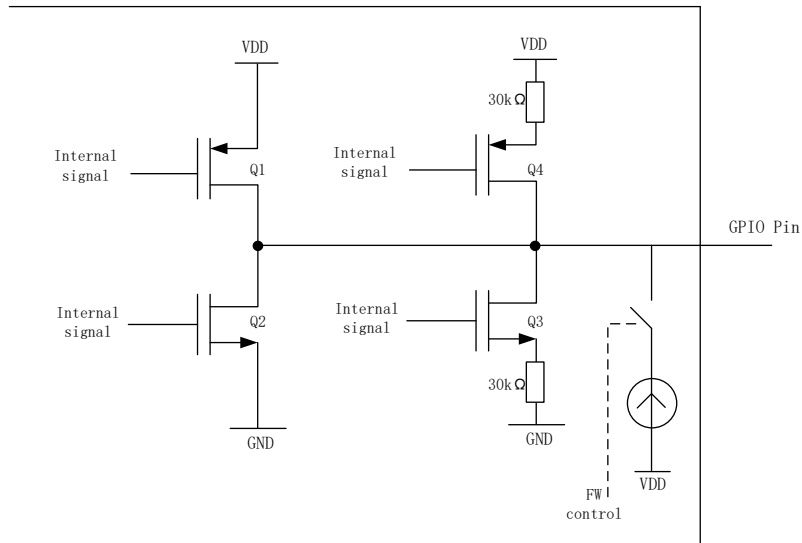 VDD
VDD
30kΩ
Internal
signal
Q1
Internal
signal
Q4
GPIO Pin
Internal
signal
Q2
Internal
signal
Q3
30kΩ
GND
GND
VDD
FW
control